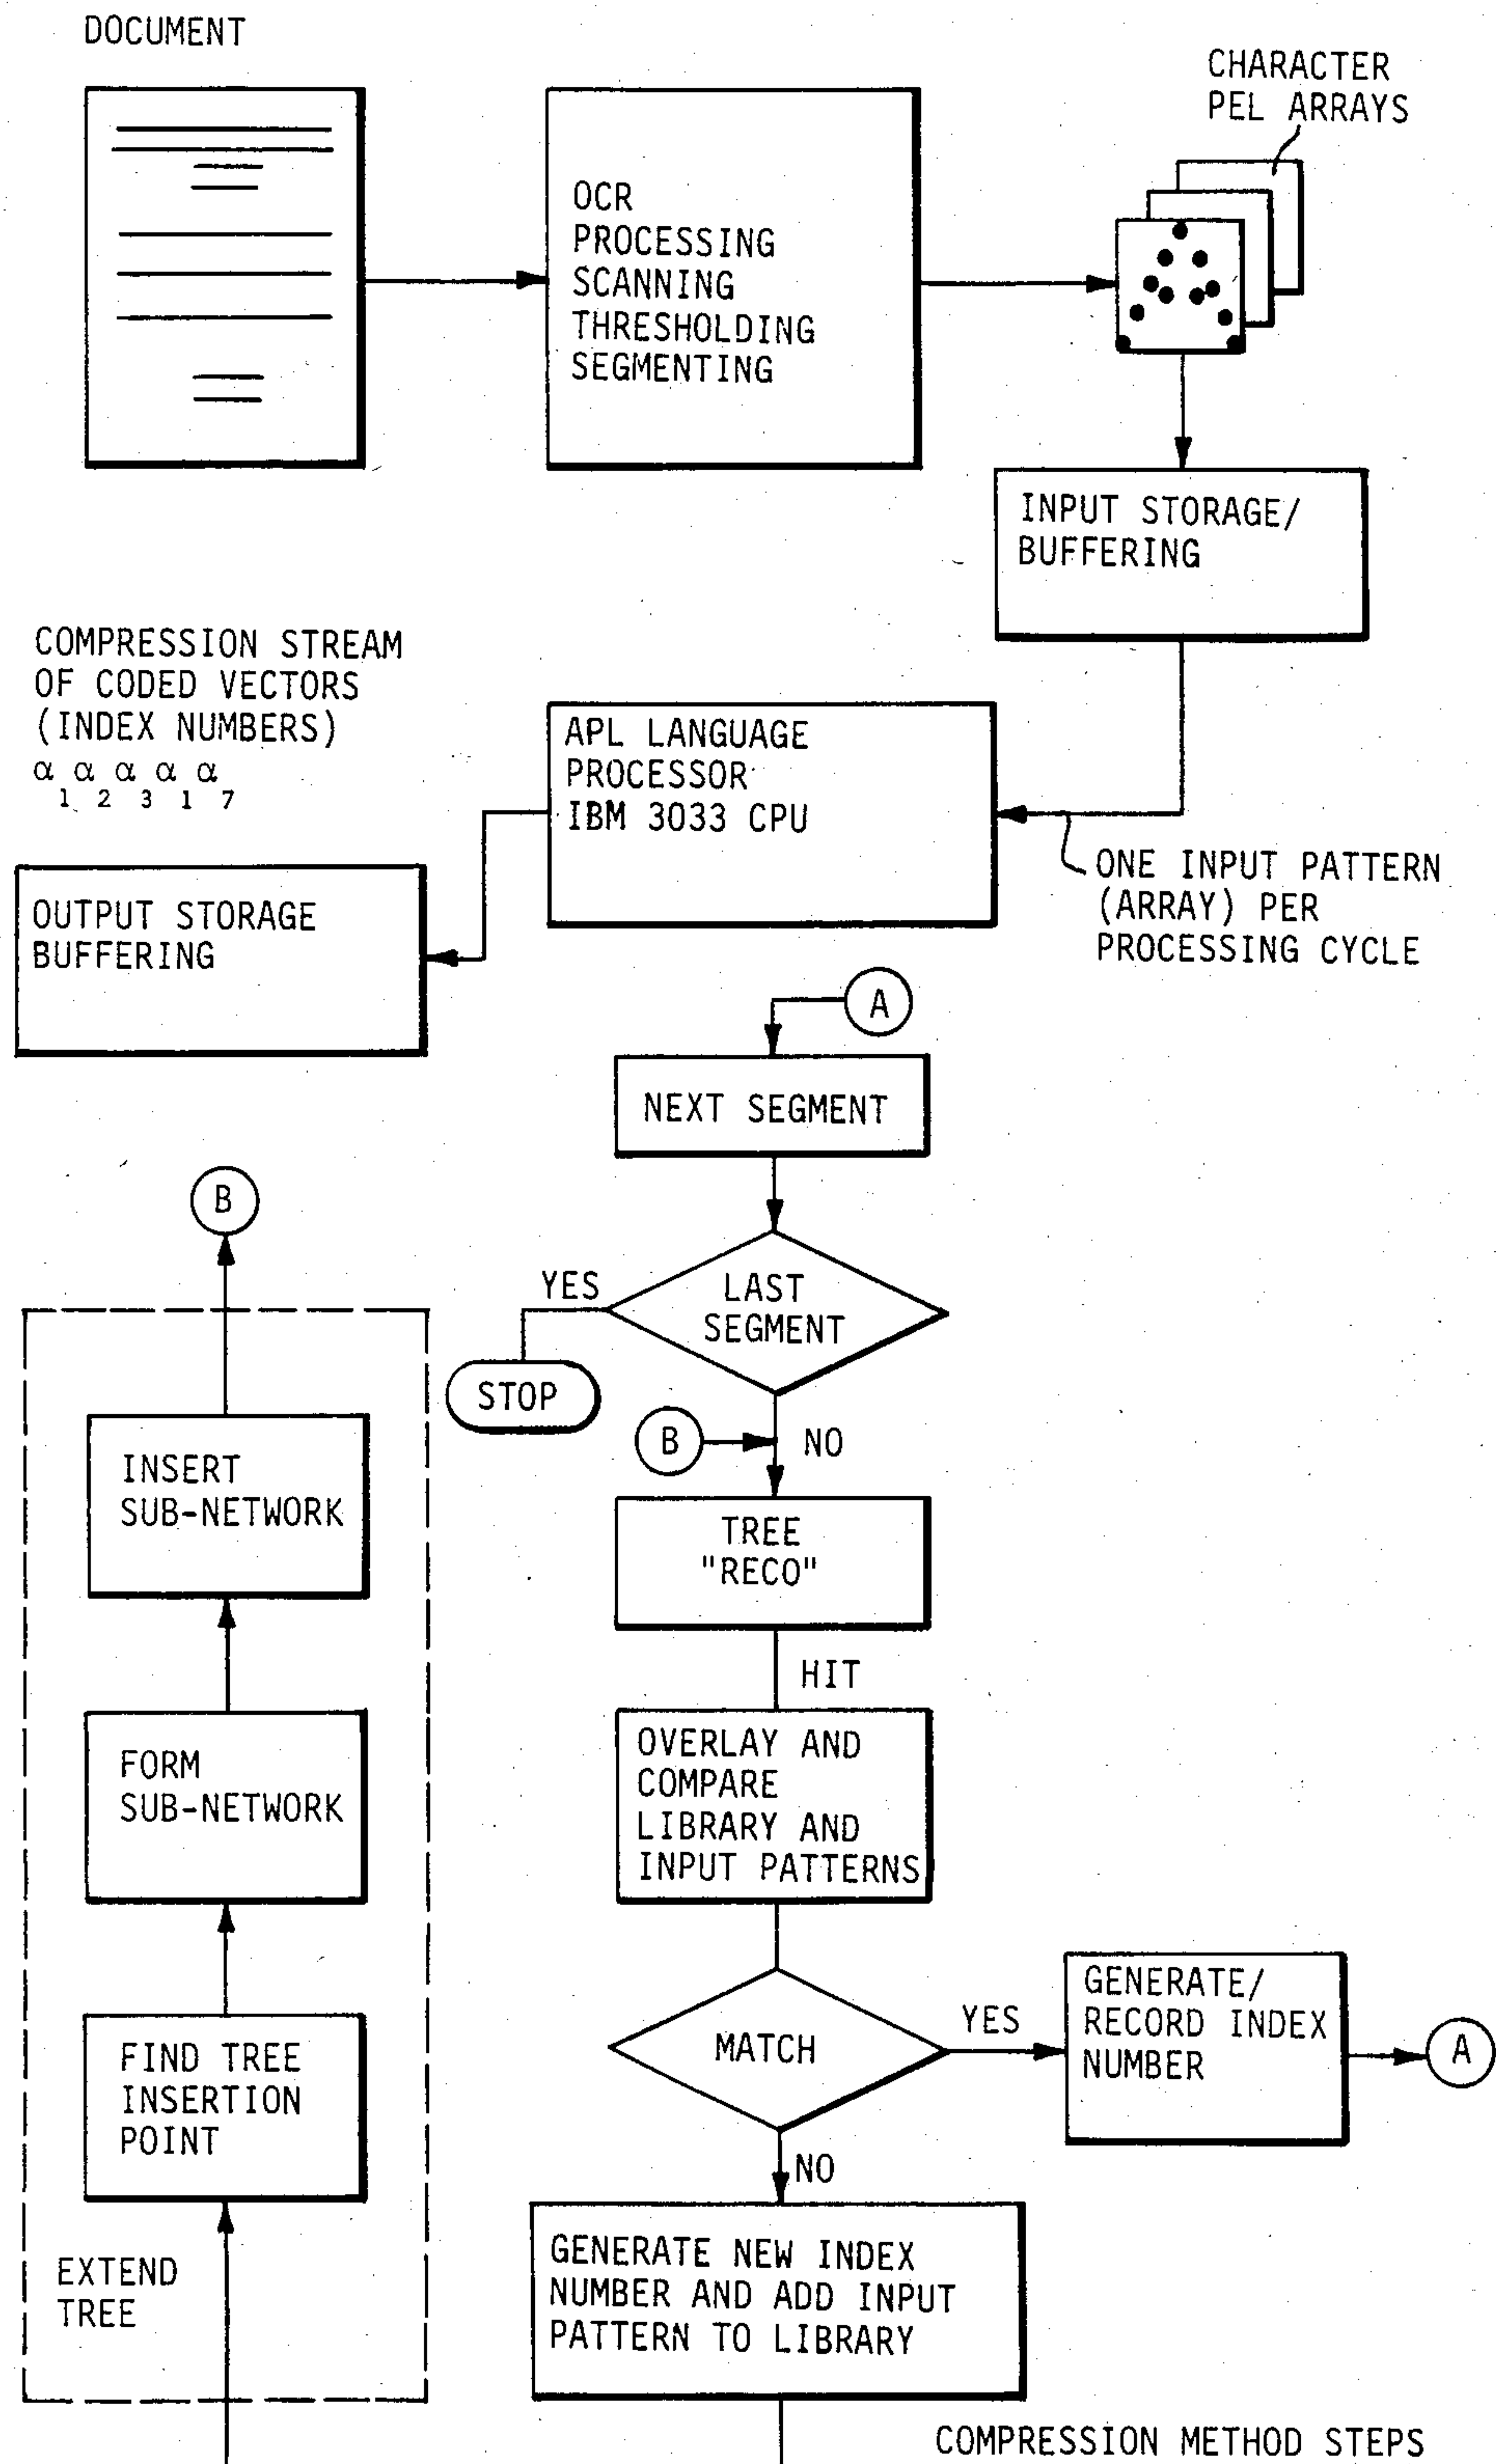 DOCUMENT
CHARACTER
PEL ARRAYS
OCR
PROCESSING
SCANNING
THRESHOLDING
SEGMENTING
INPUT STORAGE/
BUFFERING
COMPRESSION STREAM
OF CODED VECTORS
(INDEX NUMBERS)
α α α α α
1 2 3 1 7
APL LANGUAGE
PROCESSOR
IBM 3033 CPU
ONE INPUT PATTERN
(ARRAY) PER
PROCESSING CYCLE
OUTPUT STORAGE
BUFFERING
A
NEXT SEGMENT
B
YES
LAST
SEGMENT
STOP
B
NO
INSERT
SUB-NETWORK
TREE
"RECO"
HIT
FORM
SUB-NETWORK
OVERLAY AND
COMPARE
LIBRARY AND
INPUT PATTERNS
FIND TREE
INSERTION
POINT
MATCH
YES
GENERATE/
RECORD INDEX
NUMBER
A
NO
EXTEND
TREE
GENERATE NEW INDEX
NUMBER AND ADD INPUT
PATTERN TO LIBRARY
COMPRESSION METHOD STEPS